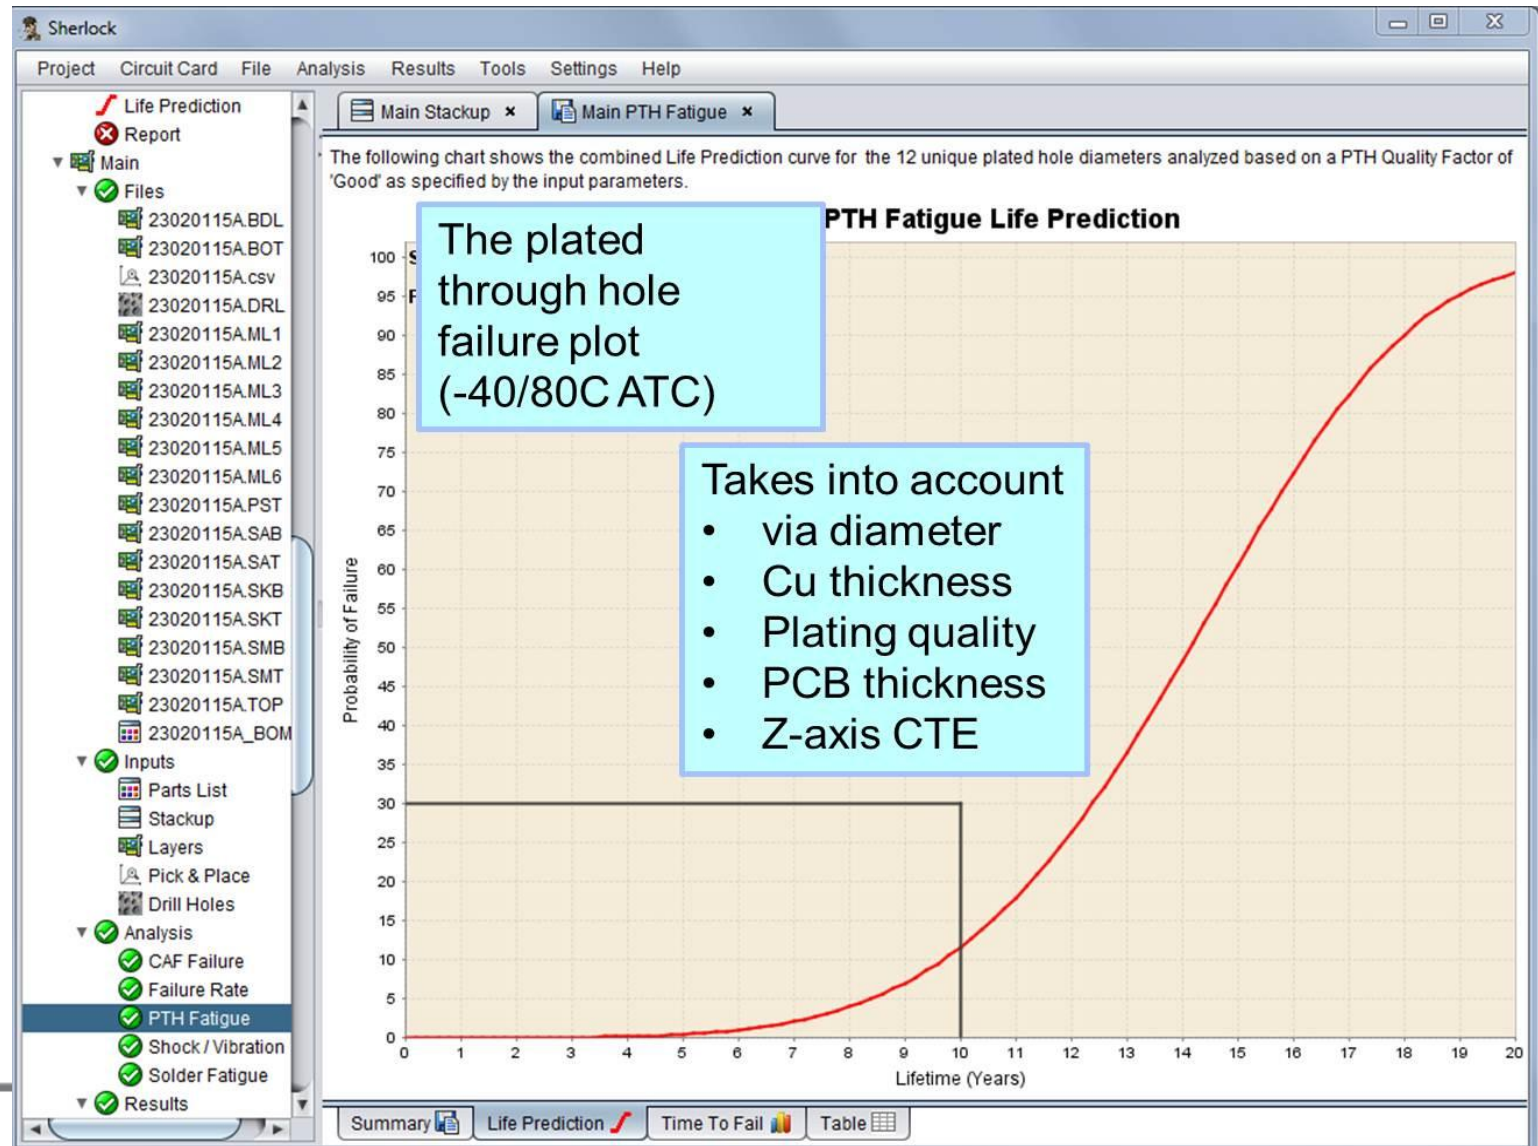 Sherlock
Project Circuit Card File Analysis Results Tools Settings Help
Life Prediction
Report
Main
Files
23020115A.BDL
23020115A.BOT
23020115A.csv
23020115A.DRL
23020115A.ML1
23020115A.ML2
23020115A.ML3
23020115A.ML4
23020115A.ML5
23020115A.ML6
23020115A.PST
23020115A.SAB
23020115A.SAT
23020115A.SKB
23020115A.SKT
23020115A.SMB
23020115A.SMT
23020115A.TOP
23020115A_BOM
Inputs
Parts List
Stackup
Layers
Pick & Place
Drill Holes
Analysis
CAF Failure
Failure Rate
PTH Fatigue
Shock / Vibration
Solder Fatigue
Results
Main Stackup
Main PTH Fatigue
The following chart shows the combined Life Prediction curve for the 12 unique plated hole diameters analyzed based on a PTH Quality Factor of
'Good' as specified by the input parameters.
PTH Fatigue Life Prediction
The plated
through hole
failure plot
(-40/80C ATC)
Takes into account
• via diameter
• Cu thickness
• Plating quality
• PCB thickness
• Z-axis CTE
Probability of Failure
100
95
90
85
80
75
70
65
60
55
50
45
40
35
30
25
20
15
10
5
0
0 1 2 3 4 5 6 7 8 9 10 11 12 13 14 15 16 17 18 19 20
Lifetime (Years)
Summary Life Prediction Time To Fail Table